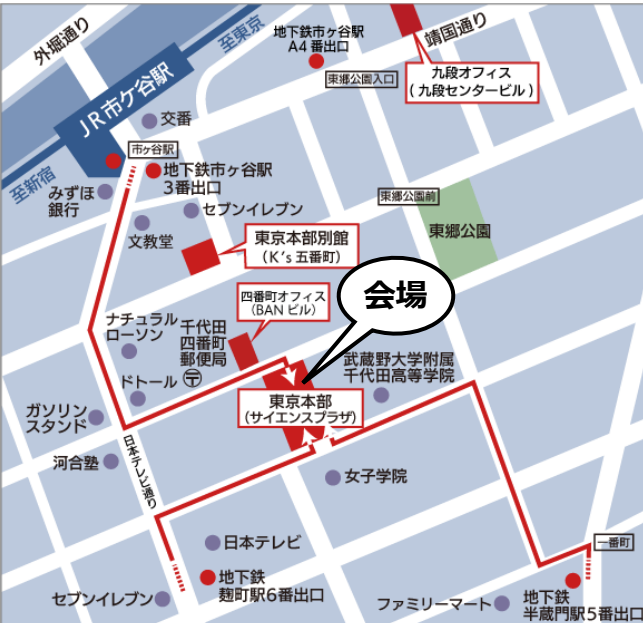 外堀通り
至東京
地下鉄市ヶ谷駅
A4番出口
靖国通り
東郷公園入口
九段オフィス
(九段センタービル)
JR市ケ谷駅
交番
市ヶ谷駅
地下鉄市ヶ谷駅
3番出口
至新宿
みずほ
銀行
セブンイレブン
文教堂
東郷公園前
東郷公園
東京本部別館
(K's 五番町)
四番町オフィス
(BANビル)
会場
ナチュラル
ローソン
千代田
四番町
郵便局
〒
ドトール
武蔵野大学附属
千代田高等学院
東京本部
(サイエンスプラザ)
ガソリン
スタンド
河合塾
日本テレビ通り
女子学院
日本テレビ
一番町
地下鉄
麹町駅6番出口
セブンイレブン
ファミリーマート
地下鉄
半蔵門駅5番出口